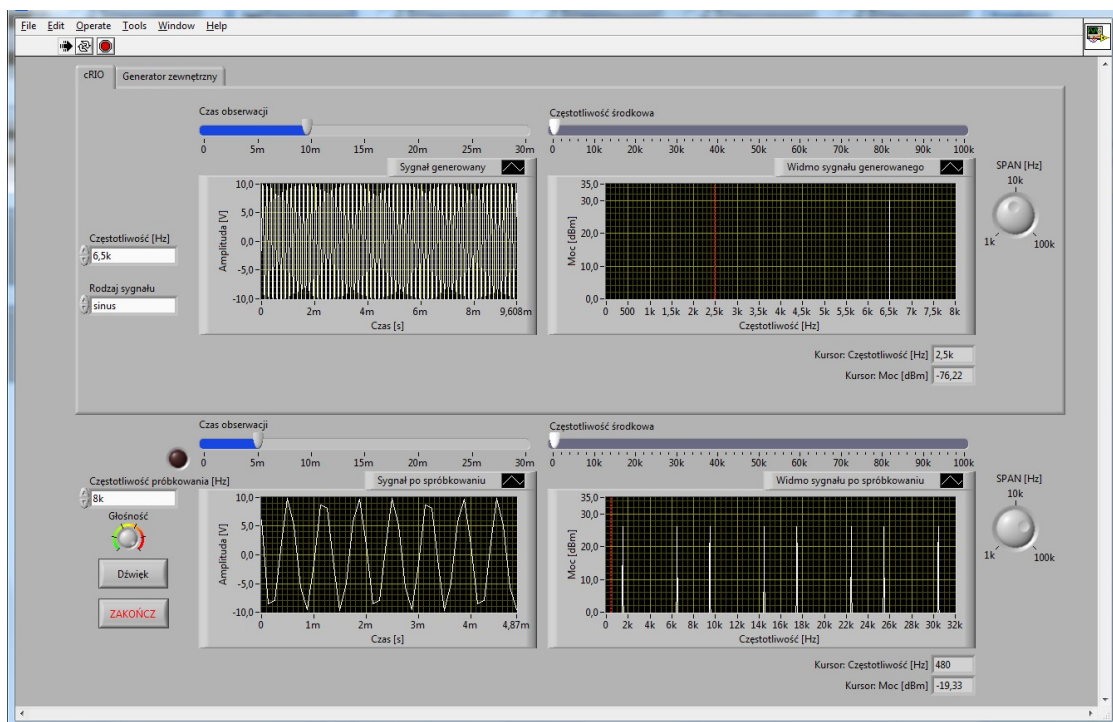 File Edit Operate Tools Window Help
cRIO Generator zewnętrzny
Czas obserwacji
0 5m 10m 15m 20m 25m 30m
Częstotliwość środkowa
0 10k 20k 30k 40k 50k 60k 70k 80k 90k 100k
Sygnał generowany
Widmo sygnału generowanego
SPAN [Hz]
10k
1k 100k
Częstotliwość [Hz]
6,5k
Rodzaj sygnału
sinus
Amplituda [V]
10,0
5,0
0,0
-5,0
-10,0
0 2m 4m 6m 8m 9,608m
Czas [s]
Moc [dBm]
35,0
30,0
20,0
10,0
0,0
0 500 1k 1,5k 2k 2,5k 3k 3,5k 4k 4,5k 5k 5,5k 6k 6,5k 7k 7,5k 8k
Częstotliwość [Hz]
Kursor: Częstotliwość [Hz] 2,5k
Kursor: Moc [dBm] -76,22
Czas obserwacji
0 5m 10m 15m 20m 25m 30m
Częstotliwość środkowa
0 10k 20k 30k 40k 50k 60k 70k 80k 90k 100k
Częstotliwość próbkowania [Hz]
8k
Głośność
Dźwięk
ZAKOŃCZ
Sygnał po spróbkowaniu
Widmo sygnału po spróbkowaniu
SPAN [Hz]
10k
1k 100k
Amplituda [V]
10,0
5,0
0,0
-5,0
-10,0
0 1m 2m 3m 4m 4,87m
Czas [s]
Moc [dBm]
35,0
30,0
20,0
10,0
0,0
0 2k 4k 6k 8k 10k 12k 14k 16k 18k 20k 22k 24k 26k 28k 30k 32k
Częstotliwość [Hz]
Kursor: Częstotliwość [Hz] 480
Kursor: Moc [dBm] -19,33